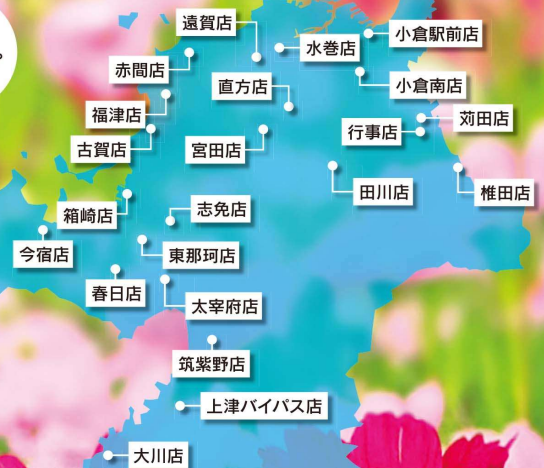 遠賀店
小倉駅前店
水巻店
赤間店
直方店
小倉南店
福津店
苅田店
行事店
古賀店
宮田店
田川店
椎田店
志免店
箱崎店
今宿店
東那珂店
春日店
太宰府店
筑紫野店
上津バイパス店
大川店